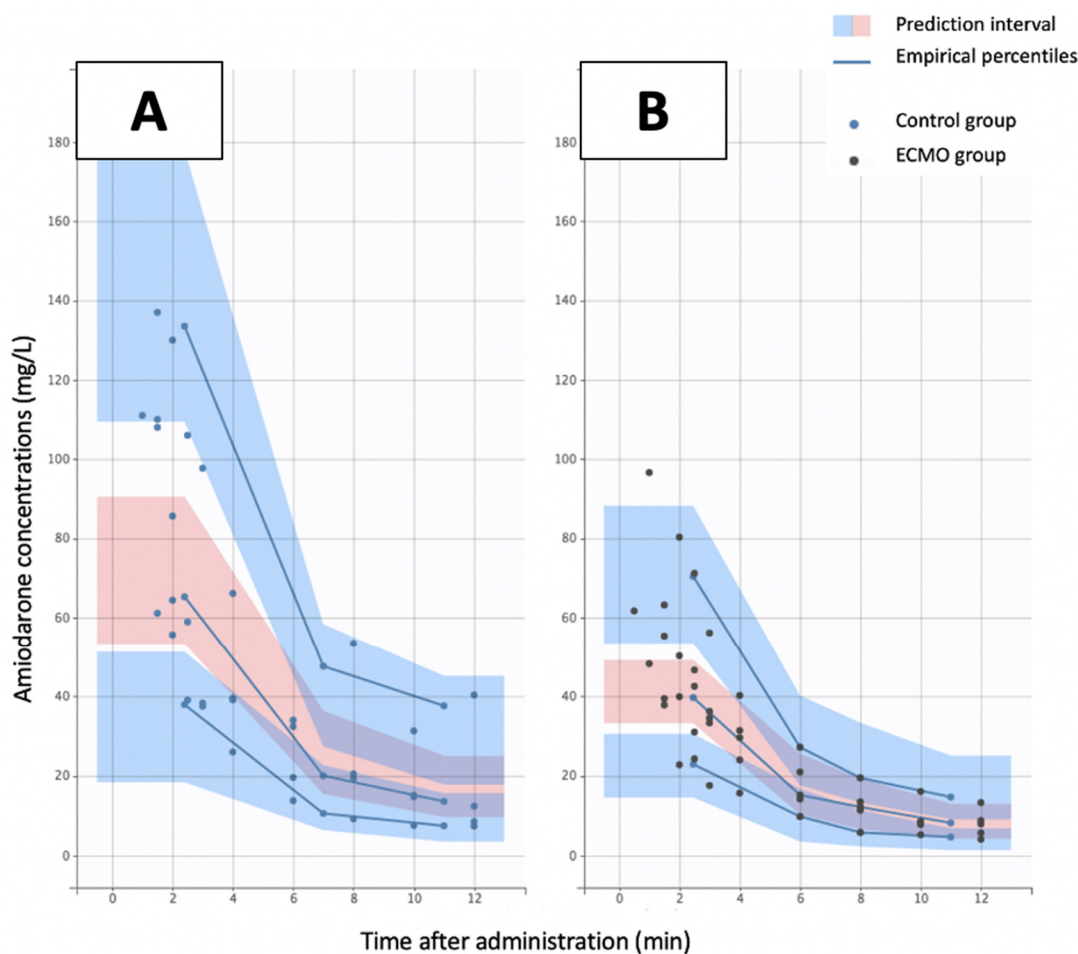 Prediction interval
Empirical percentiles
Control group
ECMO group
A
B
Amiodarone concentrations (mg/L)
180
160
140
120
100
80
60
40
20
0
0 2 4 6 8 10 12
180
160
140
120
100
80
60
40
20
0
0 2 4 6 8 10 12
Time after administration (min)